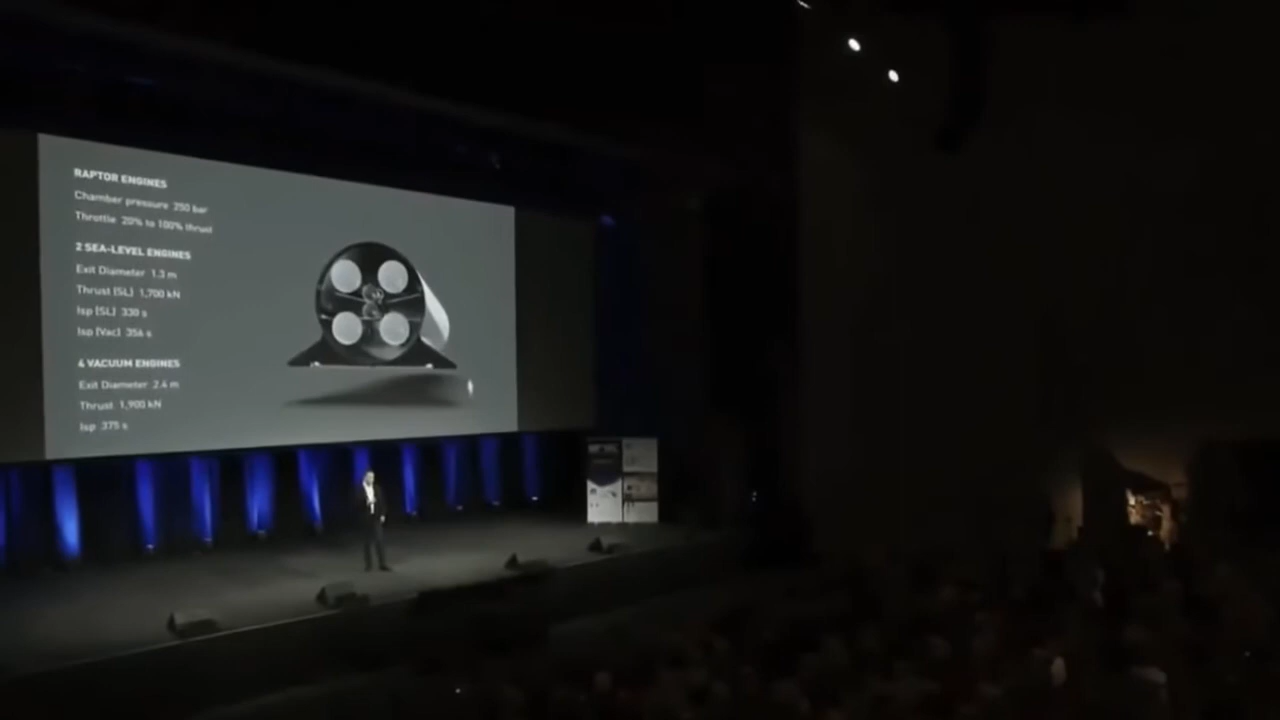 RAPTOR ENGINES
Chamber pressure 250 bar
Throttle 20% to 100% thrust
2 SEA-LEVEL ENGINES
Exit Diameter 1.3 m
Thrust (SL) 1,700 kN
Isp (SL) 330 s
Isp (Vac) 356 s
4 VACUUM ENGINES
Exit Diameter 2.4 m
Thrust 1,900 kN
Isp 375 s